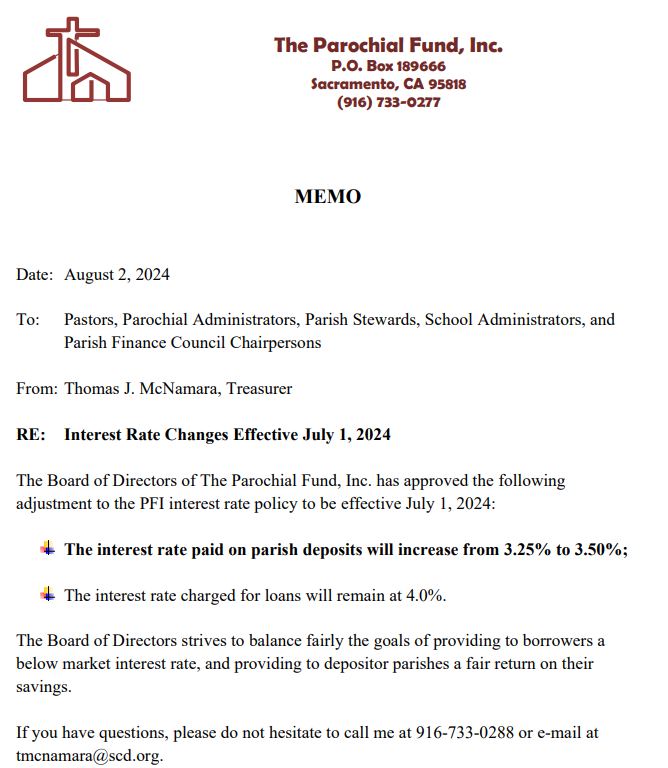 The Parochial Fund, Inc.
P.O. Box 189666
Sacramento, CA 95818
(916) 733-0277
MEMO
Date: August 2, 2024
To: Pastors, Parochial Administrators, Parish Stewards, School Administrators, and
Parish Finance Council Chairpersons
From: Thomas J. McNamara, Treasurer
RE: Interest Rate Changes Effective July 1, 2024
The Board of Directors of The Parochial Fund, Inc. has approved the following
adjustment to the PFI interest rate policy to be effective July 1, 2024:
The interest rate paid on parish deposits will increase from 3.25% to 3.50%;
The interest rate charged for loans will remain at 4.0%.
The Board of Directors strives to balance fairly the goals of providing to borrowers a
below market interest rate, and providing to depositor parishes a fair return on their
savings.
If you have questions, please do not hesitate to call me at 916-733-0288 or e-mail at
tmcnamara@scd.org.